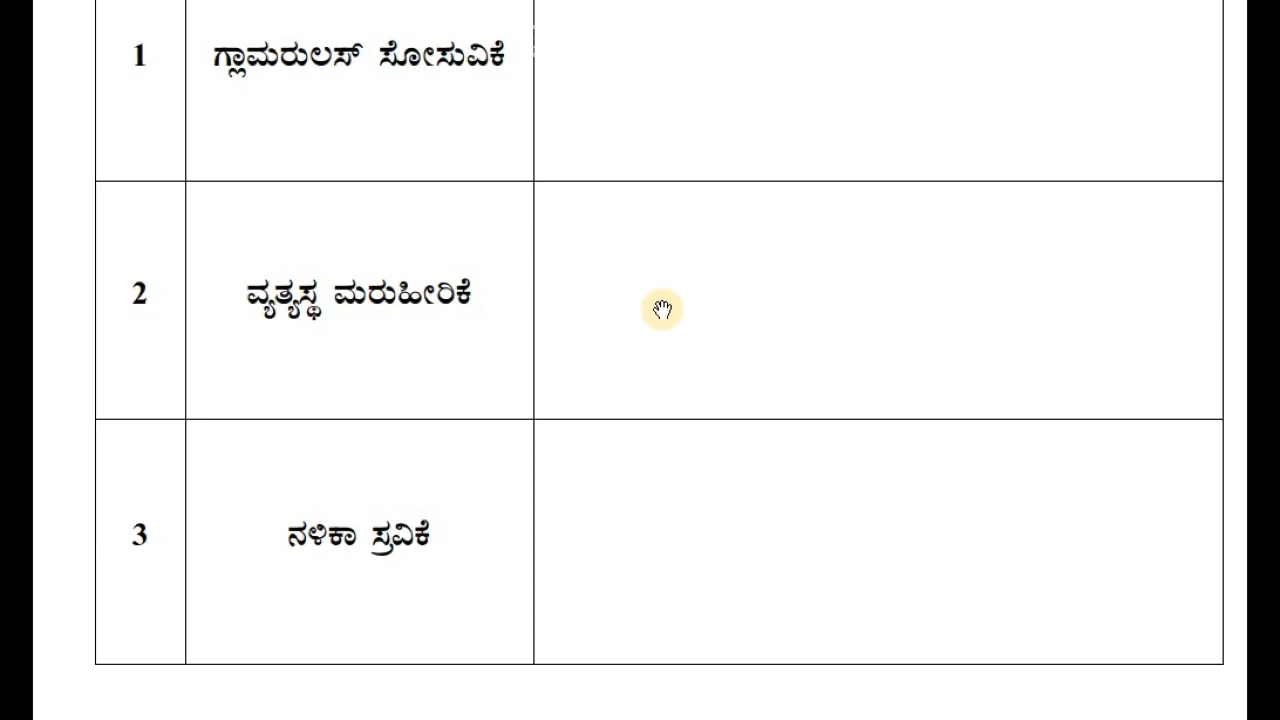 1 ಗ್ಲಾಮರುಲಸ್ ಸೋಸುವಿಕೆ
2 ವ್ಯತ್ಯಸ್ಥ ಮರುಹೀರಿಕೆ
3 ನಳಿಕಾ ಸ್ರವಿಕೆ